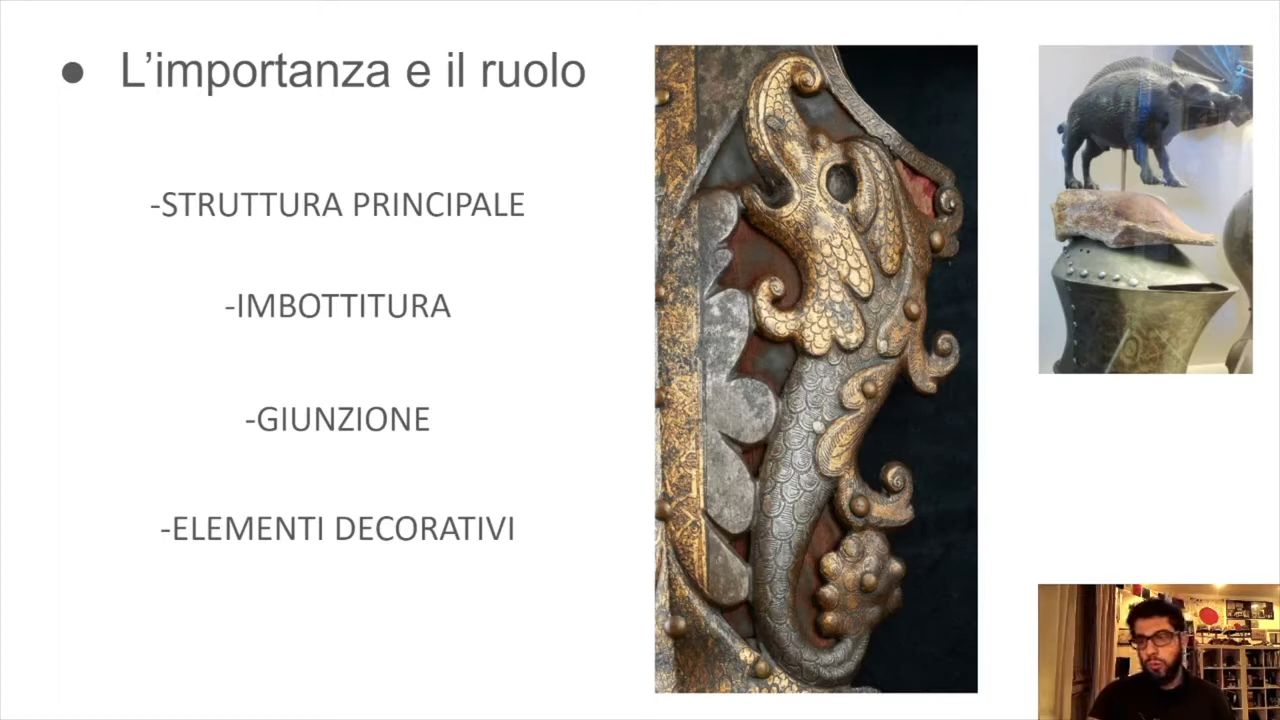 ● L’importanza e il ruolo
-STRUTTURA PRINCIPALE
-IMBOTTITURA
-GIUNZIONE
-ELEMENTI DECORATIVI